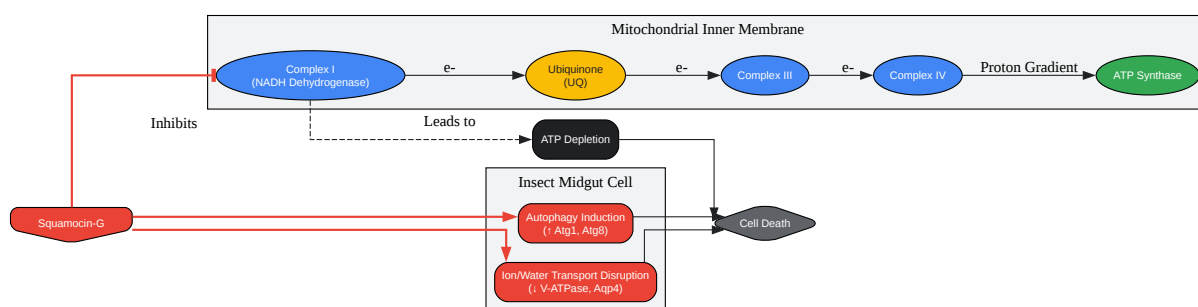 Mitochondrial Inner Membrane
Complex I
(NADH Dehydrogenase)
e-
Ubiquinone
(UQ)
e-
Complex III
e-
Complex IV
Proton Gradient
ATP Synthase
Inhibits
Leads to
ATP Depletion
Insect Midgut Cell
Squamocin-G
Autophagy Induction
(↑ Atg1, Atg8)
Cell Death
Ion/Water Transport Disruption
(↓ V-ATPase, Aqp4)